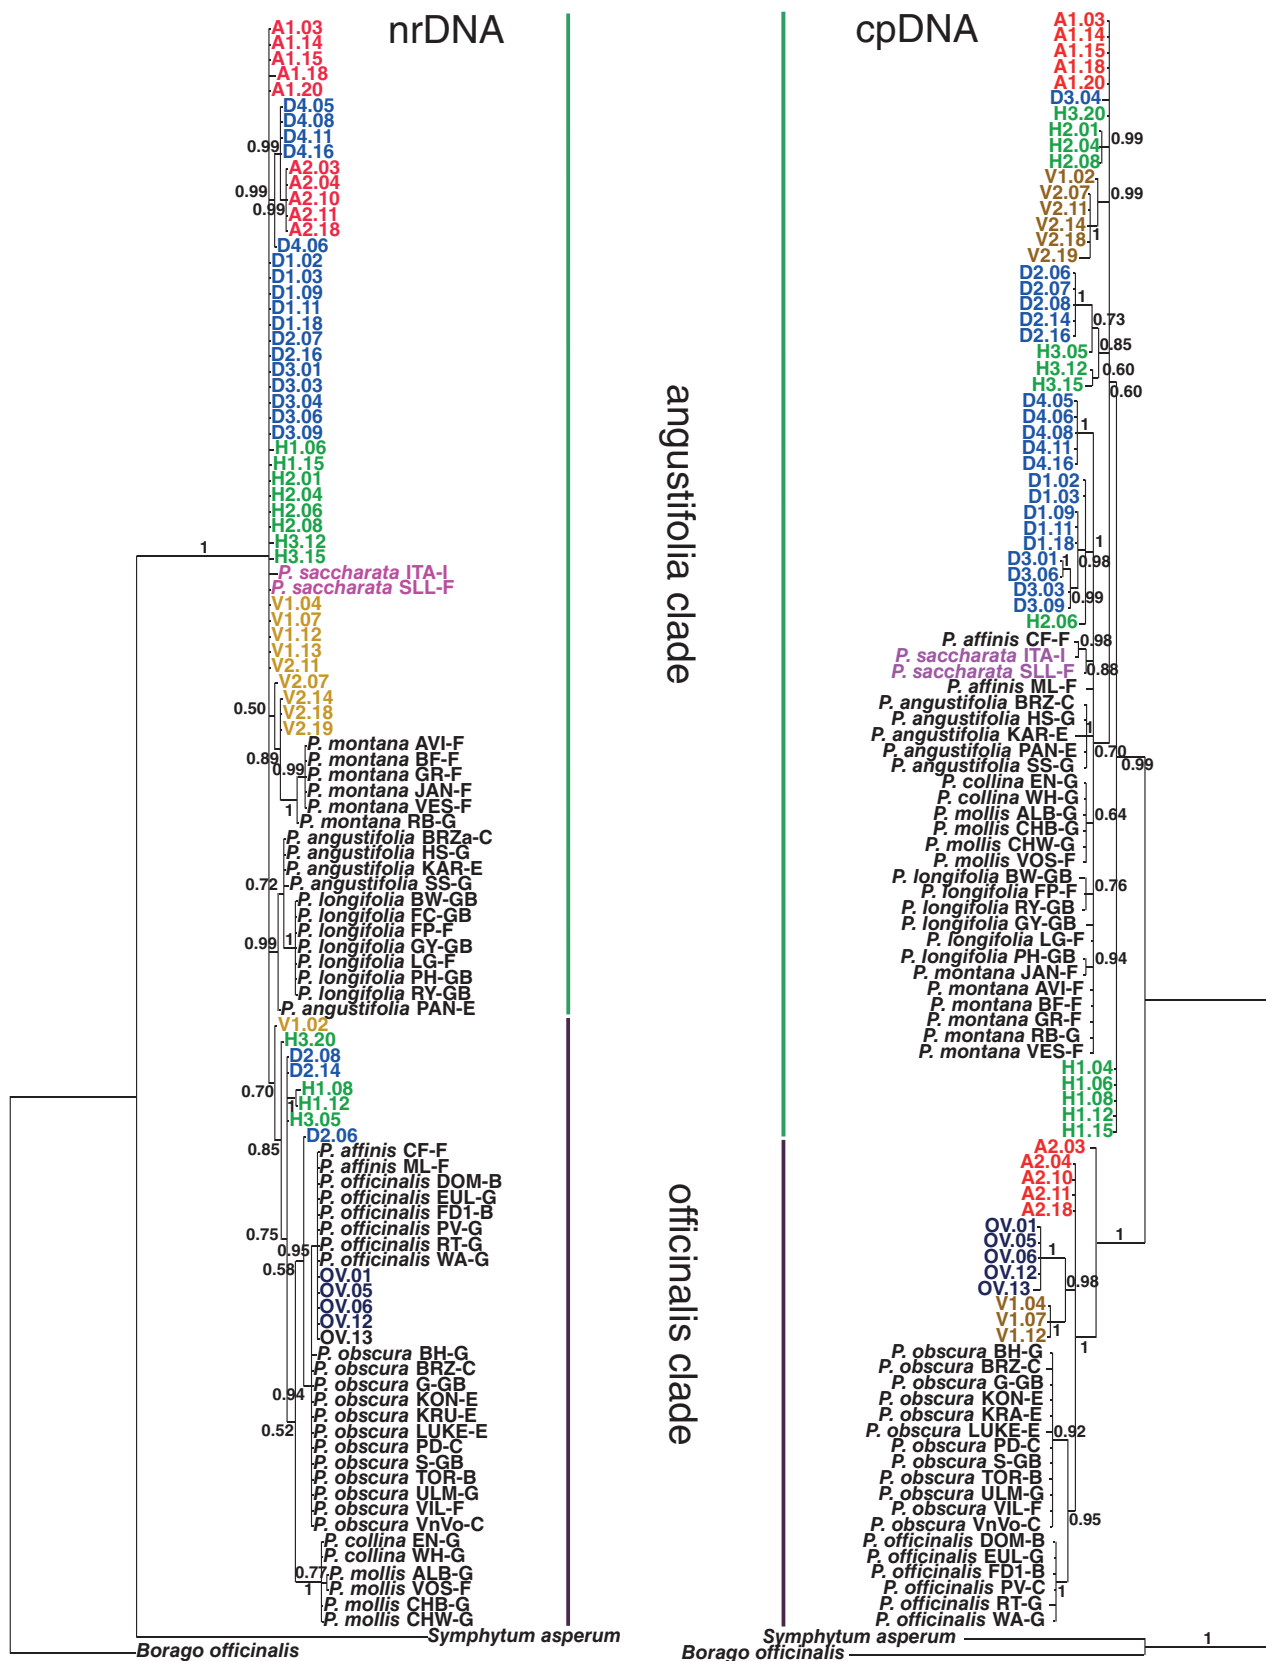 nrDNA
A1.03
A1.14
A1.15
A1.18
A1.20
D4.05
D4.08
D4.11
0.99
D4.16
A2.03
A2.04
0.99
A2.10
0.99
A2.11
A2.18
D4.06
D1.02
D1.03
D1.09
D1.11
D1.18
D2.07
D2.16
D3.01
D3.03
D3.04
D3.06
D3.09
H1.06
H1.15
H2.01
H2.04
H2.06
H2.08
H3.12
1
H3.15
P. saccharata ITA-I
P. saccharata SLL-F
V1.04
V1.07
V1.12
V1.13
V2.11
V2.07
V2.14
0.50
V2.18
V2.19
P. montana AVI-F
0.89
P. montana BF-F
0.99
P. montana GR-F
P. montana JAN-F
1
P. montana VES-F
P. montana RB-G
P. angustifolia BRZa-C
P. angustifolia HS-G
P. angustifolia KAR-E
0.72
P. angustifolia SS-G
P. longifolia BW-GB
P. longifolia FC-GB
P. longifolia FP-F
0.99
1
P. longifolia GY-GB
P. longifolia LG-F
P. longifolia PH-GB
P. longifolia RY-GB
P. angustifolia PAN-E
V1.02
H3.20
D2.08
D2.14
0.70
H1.08
1
H1.12
H3.05
D2.06
0.85
P. affinis CF-F
P. affinis ML-F
P. officinalis DOM-B
P. officinalis EUL-G
P. officinalis FD1-B
0.75
P. officinalis PV-G
0.95
P. officinalis RT-G
0.58
P. officinalis WA-G
OV.01
OV.05
OV.06
OV.12
OV.13
P. obscura BH-G
P. obscura BRZ-C
P. obscura G-GB
0.94
P. obscura KON-E
P. obscura KRU-E
0.52
P. obscura LUKE-E
P. obscura PD-C
P. obscura S-GB
P. obscura TOR-B
P. obscura ULM-G
P. obscura VIL-F
P. obscura VnVo-C
P. collina EN-G
P. collina WH-G
0.77
P. mollis ALB-G
1
P. mollis VOS-F
P. mollis CHB-G
P. mollis CHW-G
Symphytum asperum
Borago officinalis
angustifolia clade
officinalis clade
cpDNA
A1.03
A1.14
A1.15
A1.18
A1.20
D3.04
H3.20
H2.01
0.99
H2.04
H2.08
V1.02
V2.07
0.99
V2.11
V2.14
1
V2.18
V2.19
D2.06
D2.07
1
D2.08
D2.14
0.73
D2.16
0.85
H3.05
H3.12
0.60
H3.15
0.60
D4.05
D4.06
1
D4.08
D4.11
D4.16
D1.02
D1.03
D1.09
D1.11
D1.18
1
D3.01
1
0.98
D3.06
D3.03
0.99
D3.09
H2.06
P. affinis CF-F
0.98
P. saccharata ITA-I
P. saccharata SLL-F
0.88
P. affinis ML-F
P. angustifolia BRZ-C
P. angustifolia HS-G
1
P. angustifolia KAR-E
P. angustifolia PAN-E
0.70
P. angustifolia SS-G
0.99
P. collina EN-G
P. collina WH-G
P. mollis ALB-G
0.64
P. mollis CHB-G
P. mollis CHW-G
P. mollis VOS-F
P. longifolia BW-GB
0.76
P. longifolia FP-F
P. longifolia RY-GB
P. longifolia GY-GB
P. longifolia LG-F
P. longifolia PH-GB
0.94
P. montana JAN-F
P. montana AVI-F
P. montana BF-F
P. montana GR-F
P. montana RB-G
P. montana VES-F
H1.04
H1.06
H1.08
H1.12
H1.15
A2.03
A2.04
A2.10
A2.11
A2.18
OV.01
1
OV.05
1
OV.06
OV.12
0.98
OV.13
V1.04
V1.07
1
V1.12
1
P. obscura BH-G
P. obscura BRZ-C
P. obscura G-GB
P. obscura KON-E
P. obscura KRA-E
P. obscura LUKE-E
0.92
P. obscura PD-C
P. obscura S-GB
P. obscura TOR-B
P. obscura ULM-G
P. obscura VIL-F
0.95
P. obscura VnVo-C
P. officinalis DOM-B
P. officinalis EUL-G
P. officinalis FD1-B
P. officinalis PV-C
1
P. officinalis RT-G
P. officinalis WA-G
Symphytum asperum
1
Borago officinalis